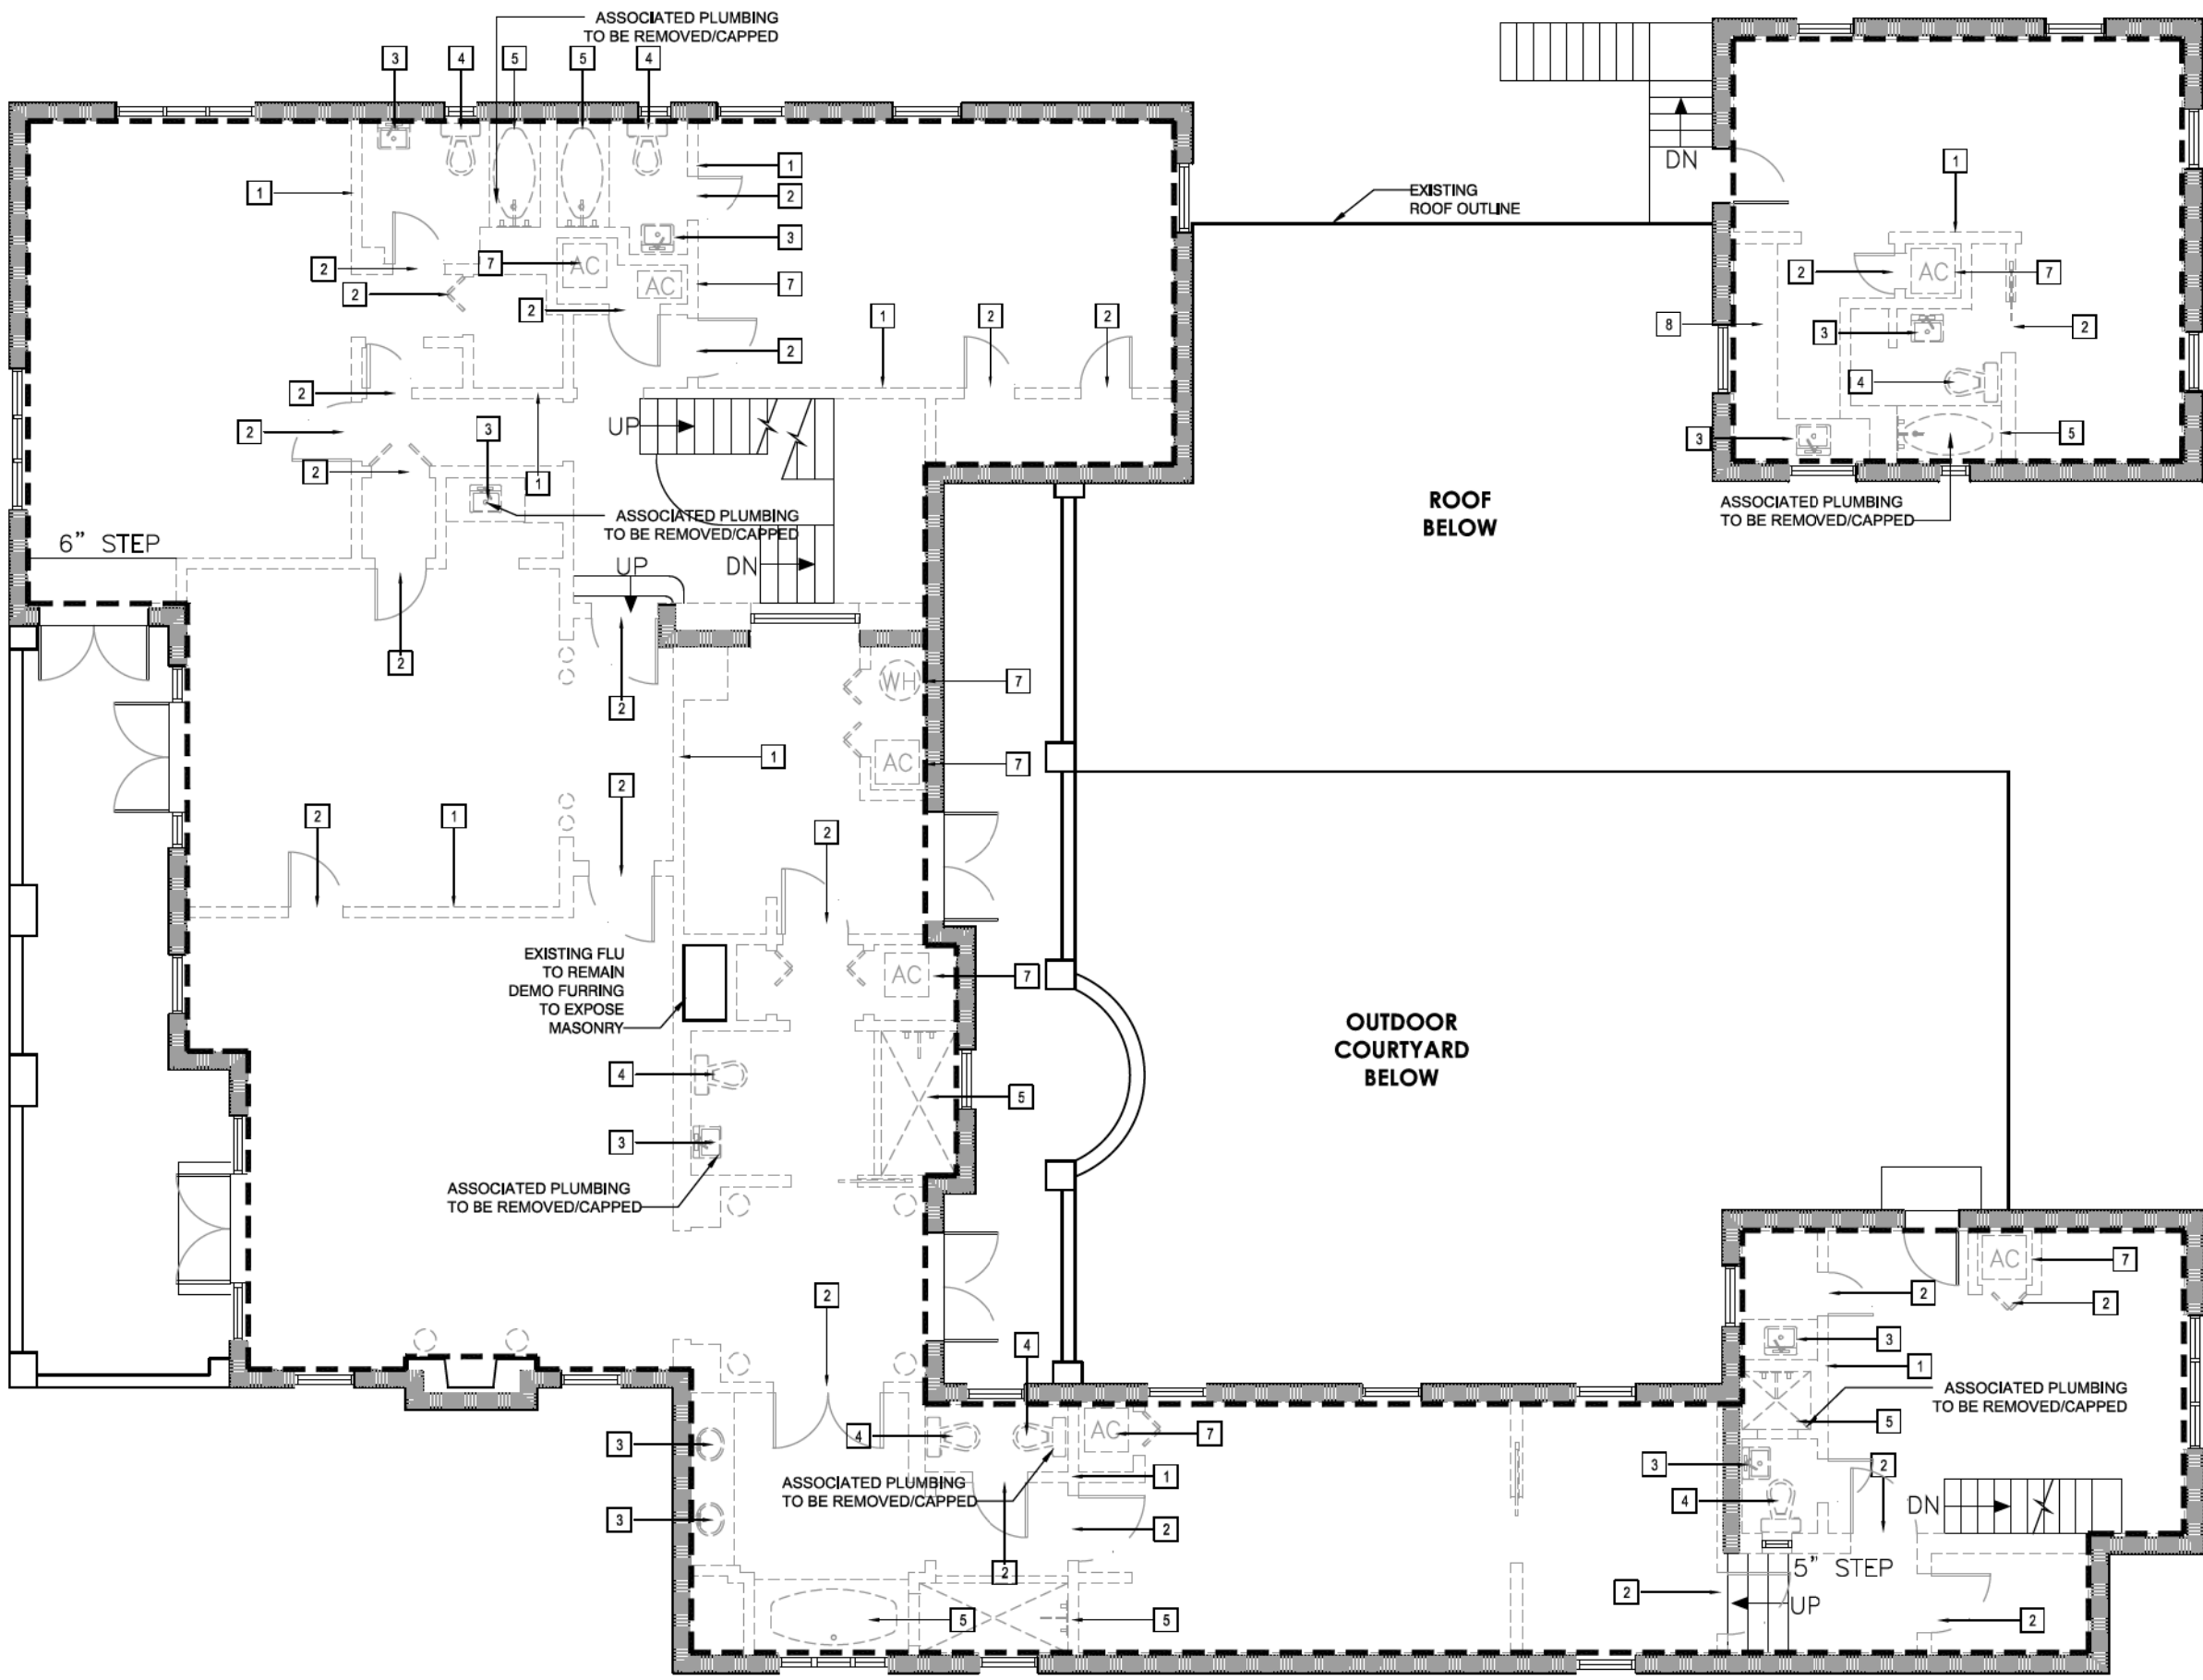 ASSOCIATED PLUMBING
TO BE REMOVED/CAPPED
3
4
5
5
4
1
1
2
3
2
7
AC
2
AC
7
2
2
1
2
2
2
2
3
2
1
UP
ASSOCIATED PLUMBING
TO BE REMOVED/CAPPED
6" STEP
UP
DN
2
2
WH
7
1
AC
7
2
2
1
2
EXISTING FLU
TO REMAIN
DEMO FURRING
TO EXPOSE
MASONRY
AC
7
4
5
3
ASSOCIATED PLUMBING
TO BE REMOVED/CAPPED
DN
EXISTING
ROOF OUTLINE
1
2
AC
7
8
3
2
4
3
5
ASSOCIATED PLUMBING
TO BE REMOVED/CAPPED
ROOF
BELOW
OUTDOOR
COURTYARD
BELOW
2
4
4
AC
7
3
1
ASSOCIATED PLUMBING
TO BE REMOVED/CAPPED
3
2
2
5
5
AC
7
2
2
3
1
ASSOCIATED PLUMBING
TO BE REMOVED/CAPPED
5
3
2
4
DN
5" STEP
2
UP
2